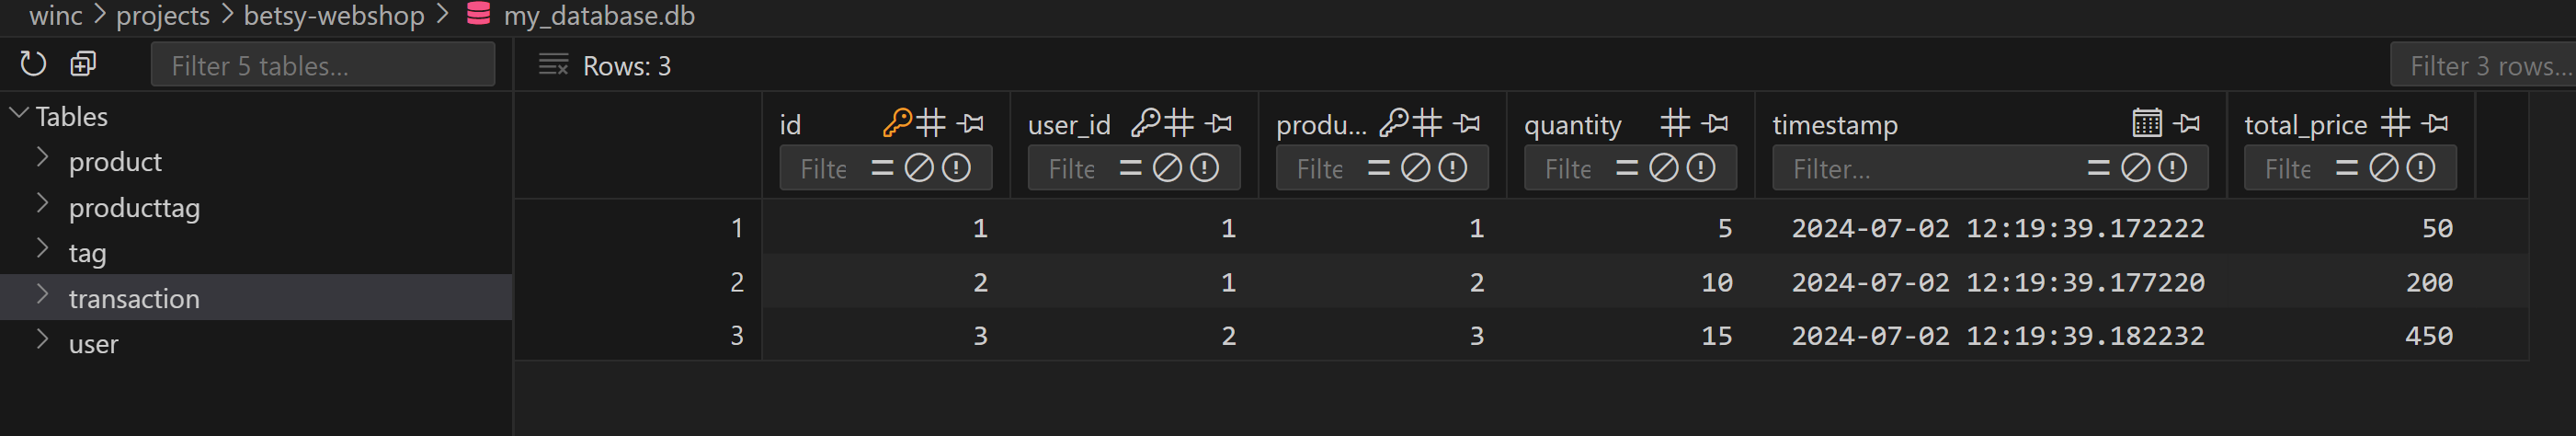 winc > projects > betsy-webshop > my_database.db
Filter 5 tables...
Rows: 3
Filter 3 rows...
Tables
product
producttag
tag
transaction
user
id user_id produ... quantity timestamp total_price
Filte = Filte = Filte = Filte = Filter... = Filte =
1 1 1 1 5 2024-07-02 12:19:39.172222 50
2 2 1 2 10 2024-07-02 12:19:39.177220 200
3 3 2 3 15 2024-07-02 12:19:39.182232 450